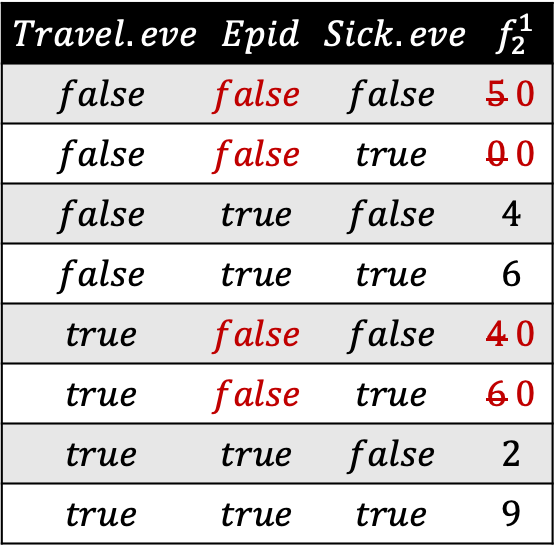 Travel.eve Epid Sick.eve f₂¹
false false false 5 0
false false true 0 0
false true false 4
false true true 6
true false false 4 0
true false true 6 0
true true false 2
true true true 9